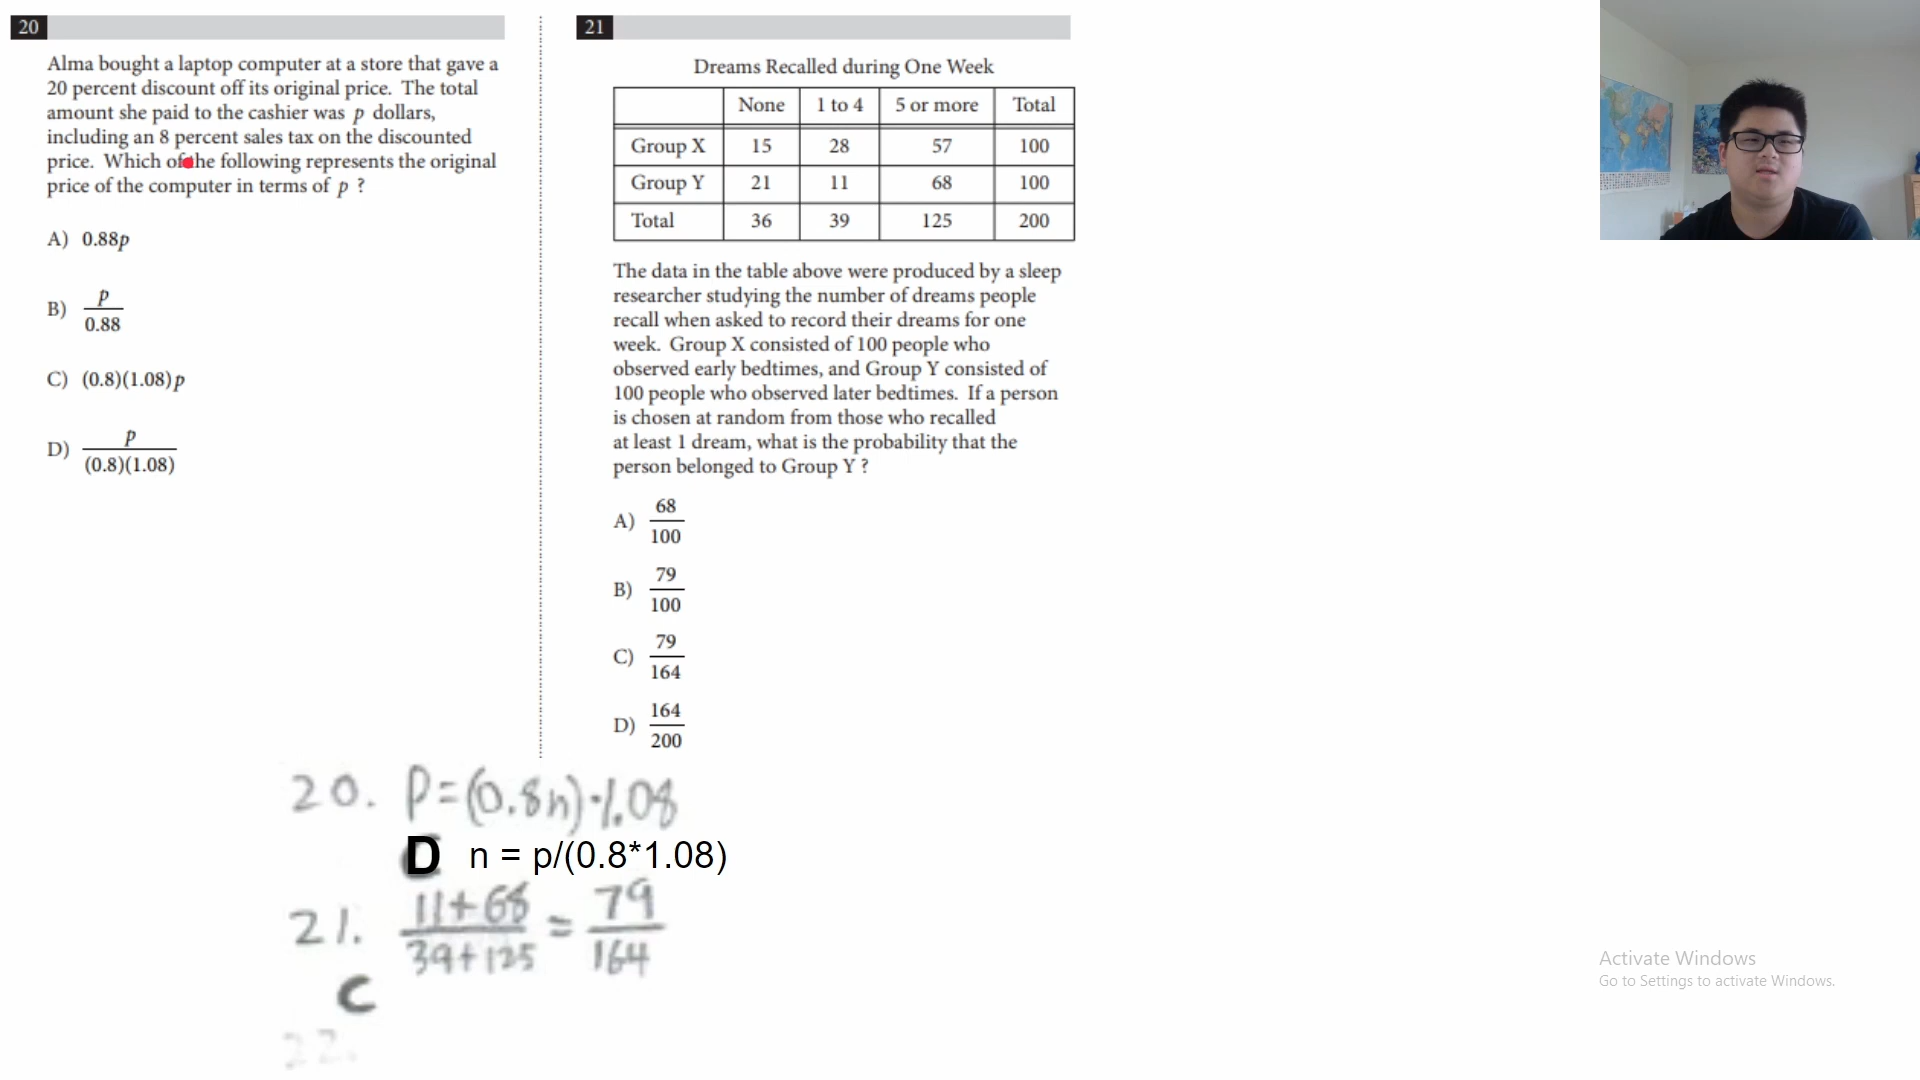 20
Alma bought a laptop computer at a store that gave a
20 percent discount off its original price. The total
amount she paid to the cashier was p dollars,
including an 8 percent sales tax on the discounted
price. Which of the following represents the original
price of the computer in terms of p ?
A) 0.88p
B) p
0.88
C) (0.8)(1.08)p
D) p
(0.8)(1.08)
21
Dreams Recalled during One Week
None 1 to 4 5 or more Total
Group X 15 28 57 100
Group Y 21 11 68 100
Total 36 39 125 200
The data in the table above were produced by a sleep
researcher studying the number of dreams people
recall when asked to record their dreams for one
week. Group X consisted of 100 people who
observed early bedtimes, and Group Y consisted of
100 people who observed later bedtimes. If a person
is chosen at random from those who recalled
at least 1 dream, what is the probability that the
person belonged to Group Y ?
A) 68
100
B) 79
100
C) 79
164
D) 164
200
20. P=(0.8n)·1.08
D n = p/(0.8*1.08)
21. 11+68 = 79
39+125 164
C
22.
Activate Windows
Go to Settings to activate Windows.